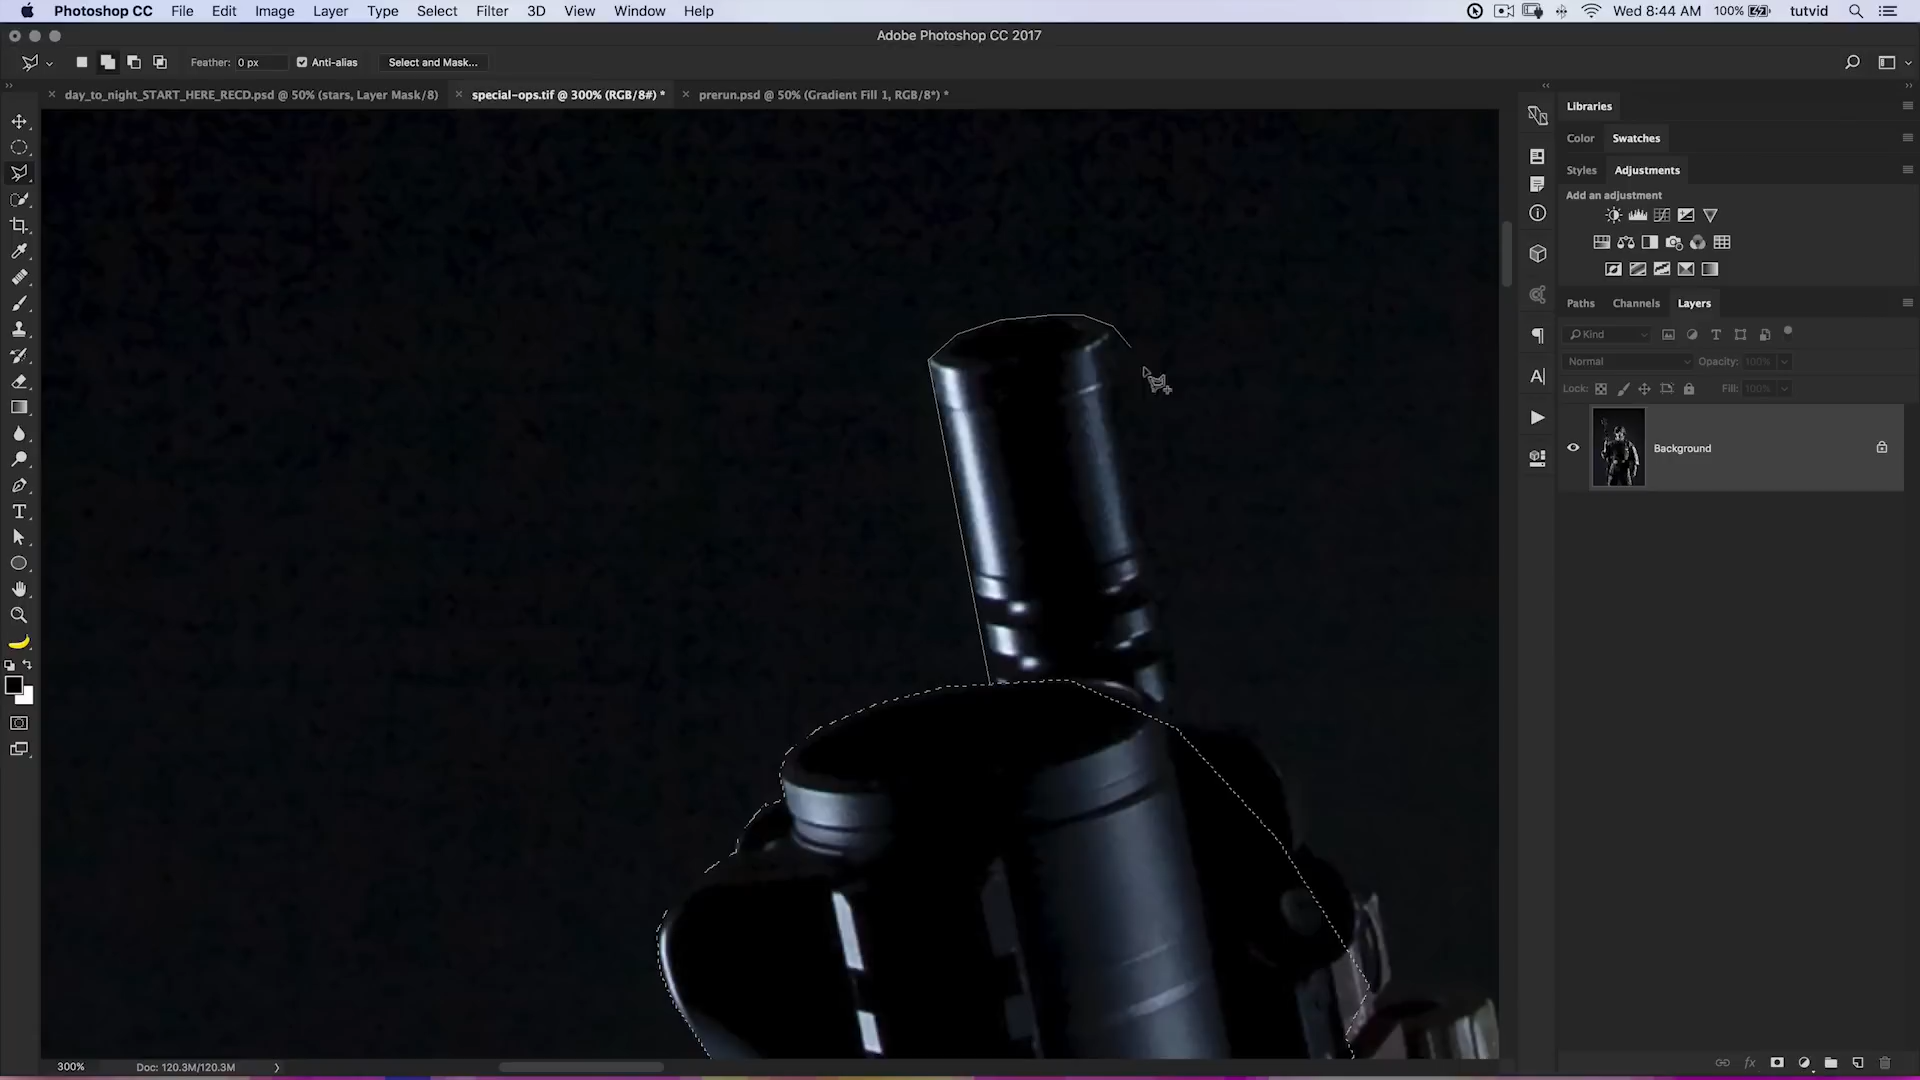 Photoshop CC File Edit Image Layer Type Select Filter 3D View Window Help Wed 8:44 AM 100% tutvid
Adobe Photoshop CC 2017
Feather: 0 px Anti-alias Select and Mask...
day_to_night_START_HERE_RECD.psd @ 50% (stars, Layer Mask/8) special-ops.tif @ 300% (RGB/8#) * prerun.psd @ 50% (Gradient Fill 1, RGB/8*) *
Libraries
Color Swatches
Styles Adjustments
Add an adjustment
Paths Channels Layers
Kind
Normal Opacity: 100%
Lock: Fill: 100%
Background
300% Doc: 120.3M/120.3M